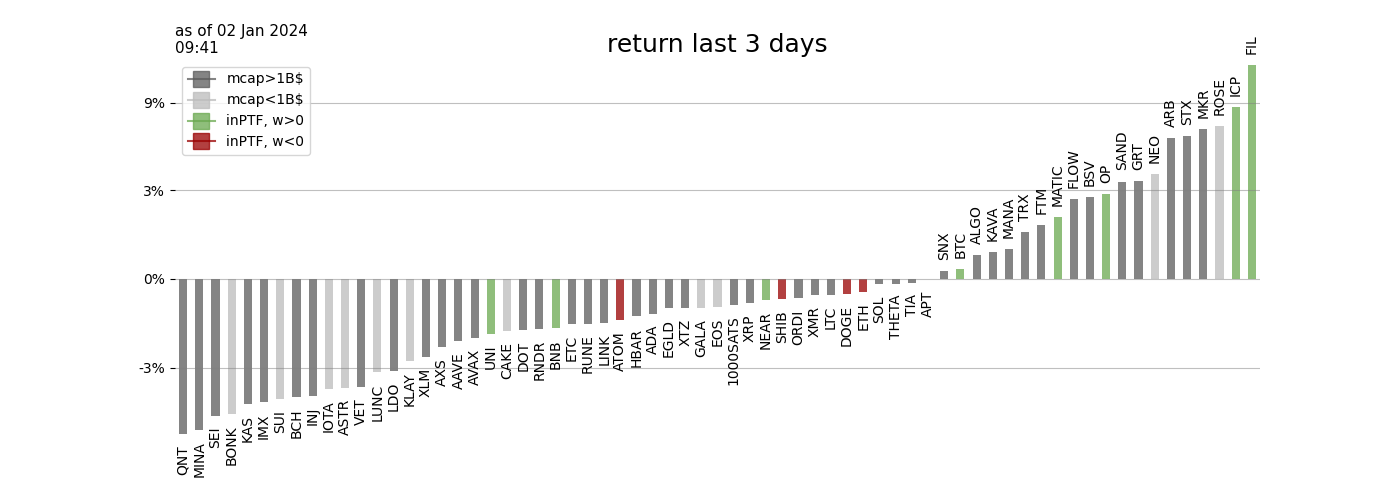 as of 02 Jan 2024
09:41
return last 3 days
mcap>1B$
mcap<1B$
inPTF, w>0
inPTF, w<0
9%
3%
0%
-3%
QNT
MINA
SEI
BONK
KAS
IMX
SUI
BCH
INJ
IOTA
ASTR
VET
LUNC
LDO
KLAY
XLM
AXS
AAVE
AVAX
UNI
CAKE
DOT
RNDR
BNB
ETC
RUNE
LINK
ATOM
HBAR
ADA
EGLD
XTZ
GALA
EOS
1000SATS
XRP
NEAR
SHIB
ORDI
XMR
LTC
DOGE
ETH
SOL
THETA
TIA
APT
SNX
BTC
ALGO
KAVA
MANA
TRX
FTM
MATIC
FLOW
BSV
OP
SAND
GRT
NEO
ARB
STX
MKR
ROSE
ICP
FIL